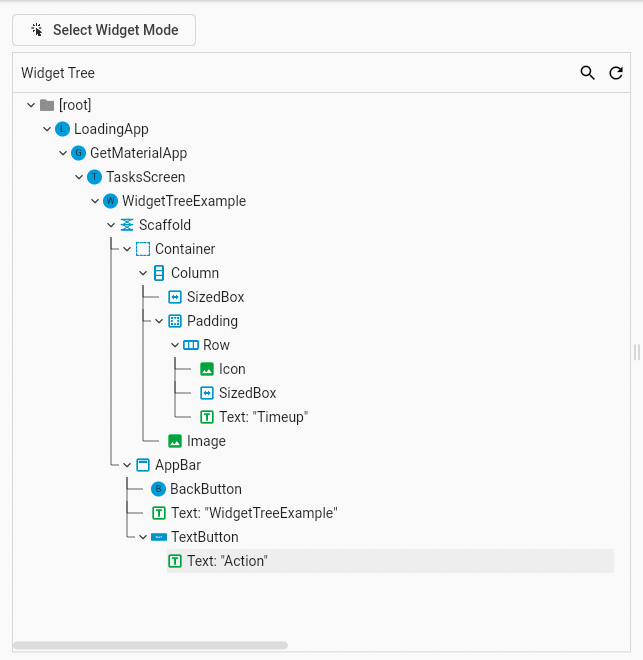 Select Widget Mode
Widget Tree
[root]
L LoadingApp
G GetMaterialApp
T TasksScreen
W WidgetTreeExample
Scaffold
Container
Column
SizedBox
Padding
Row
Icon
SizedBox
T Text: "Timeup"
Image
AppBar
B BackButton
T Text: "WidgetTreeExample"
TextButton
T Text: "Action"